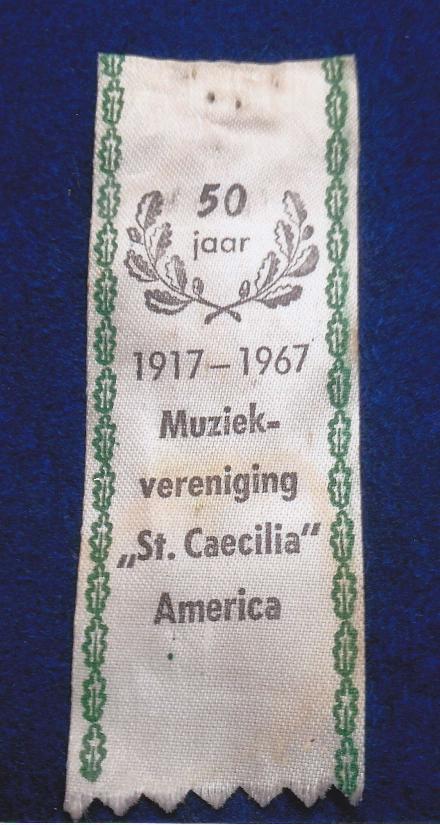 50
jaar
1917-1967
Muziek-
vereniging
„St. Caecilia“
America